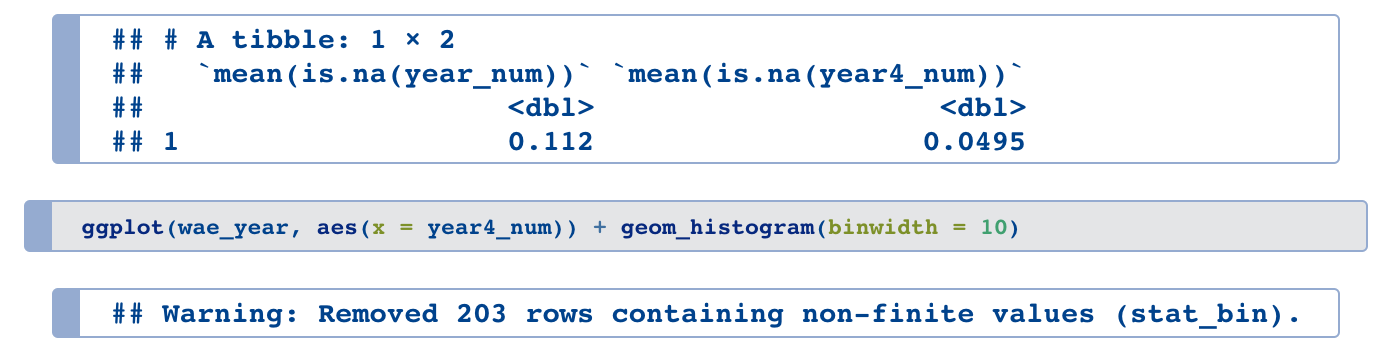 ## # A tibble: 1 × 2
##   `mean(is.na(year_num))` `mean(is.na(year4_num))`
##                     <dbl>                    <dbl>
## 1                   0.112                   0.0495
ggplot(wae_year, aes(x = year4_num)) + geom_histogram(binwidth = 10)
## Warning: Removed 203 rows containing non-finite values (stat_bin).